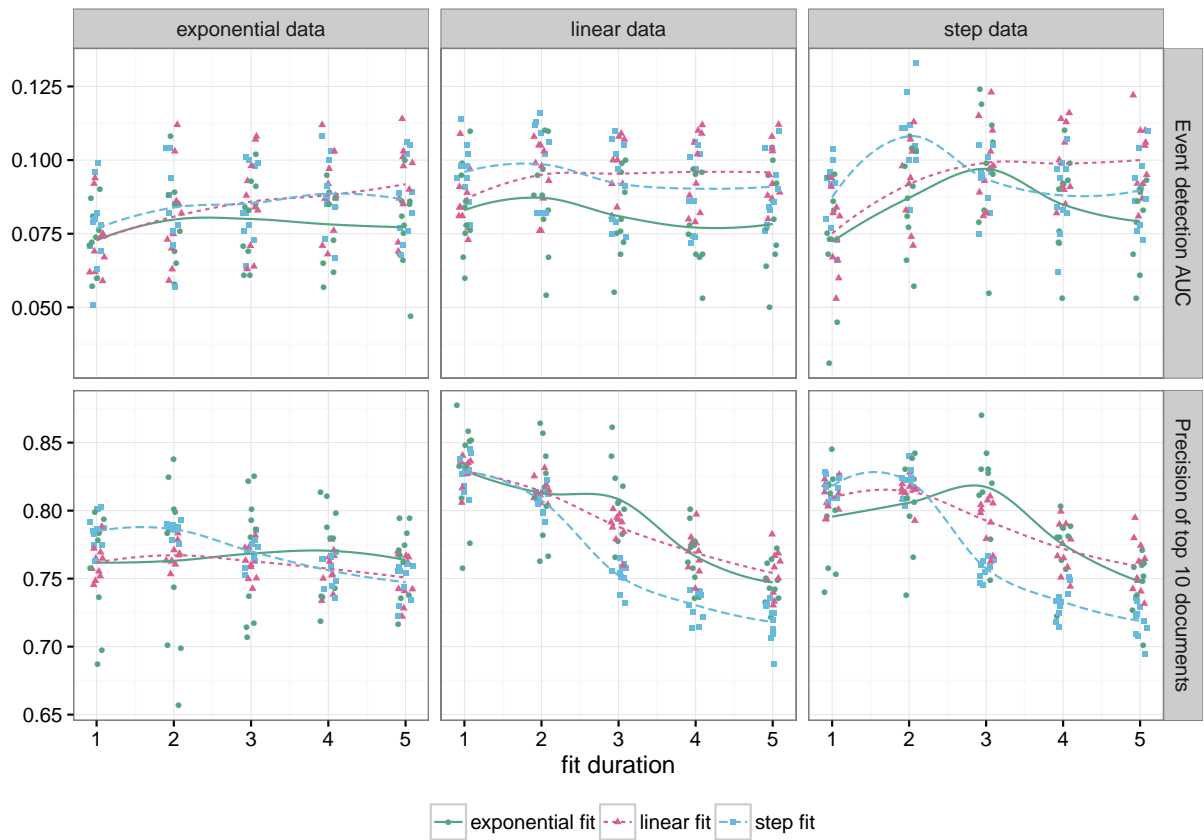 exponential data linear data step data
0.125
0.100
0.075
0.050
Event detection AUC
0.85
0.80
0.75
0.70
0.65
Precision of top 10 documents
1 2 3 4 5 1 2 3 4 5 1 2 3 4 5
fit duration
exponential fit linear fit step fit